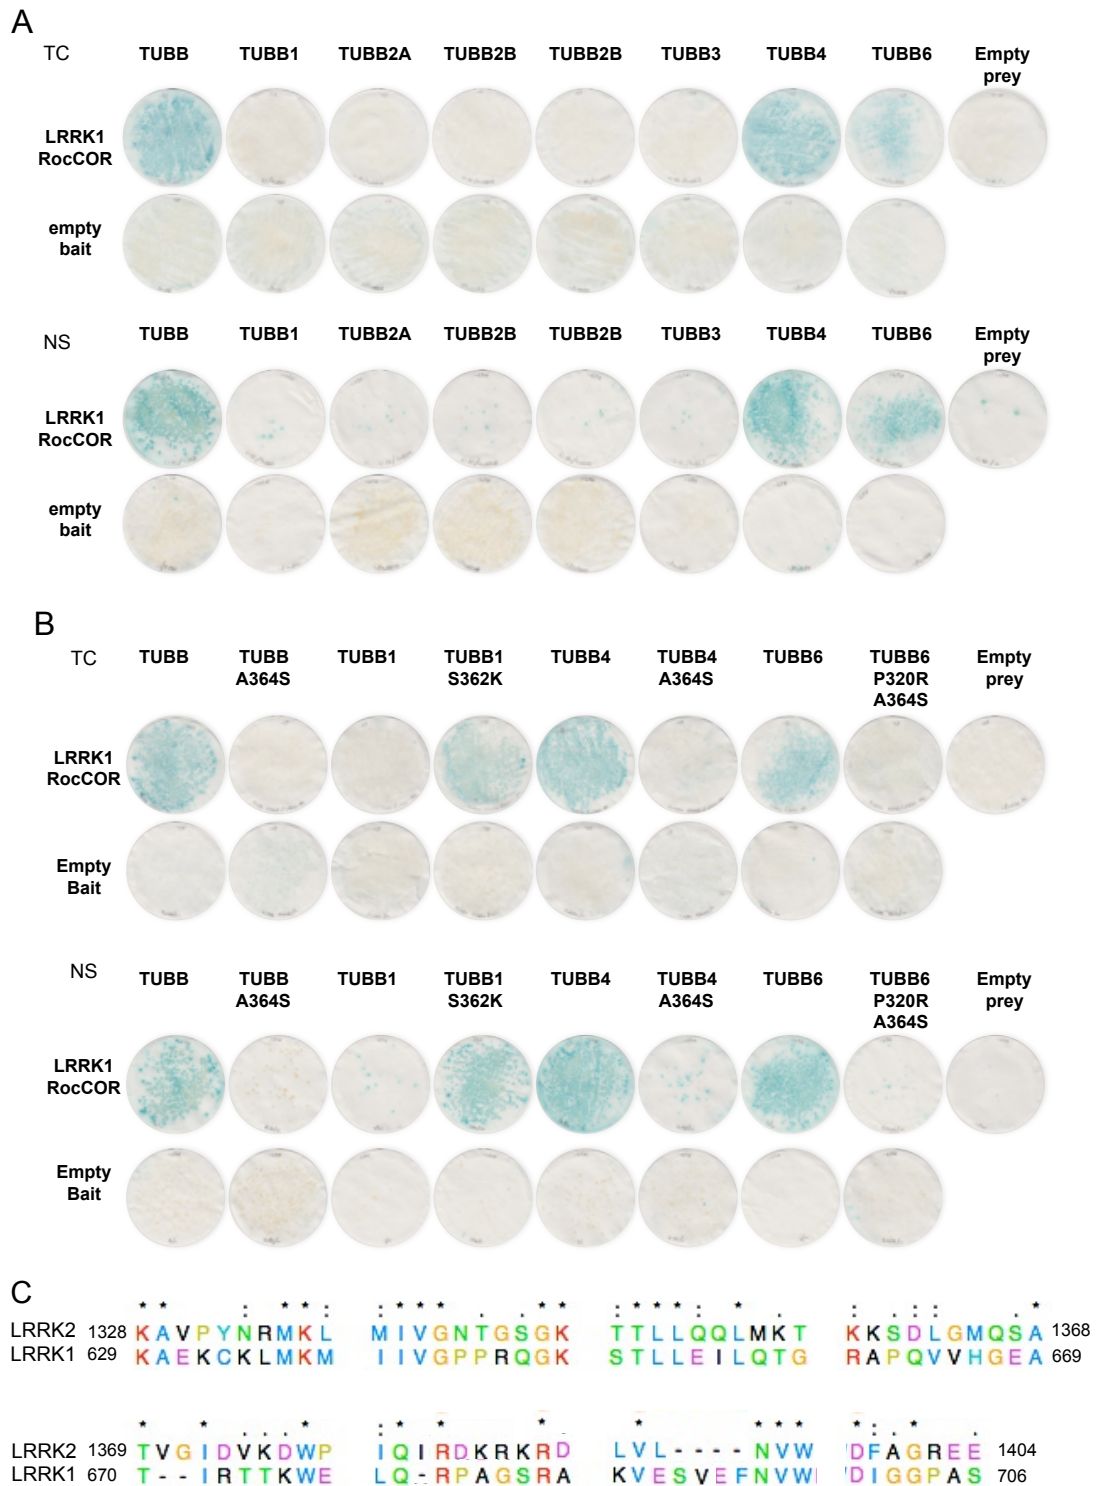 A
TC TUBB TUBB1 TUBB2A TUBB2B TUBB2B TUBB3 TUBB4 TUBB6 Empty
prey
LRRK1
RocCOR
empty
bait
NS TUBB TUBB1 TUBB2A TUBB2B TUBB2B TUBB3 TUBB4 TUBB6 Empty
prey
LRRK1
RocCOR
empty
bait
B
TC TUBB TUBB TUBB1 TUBB1 TUBB4 TUBB4 TUBB6 TUBB6 Empty
A364S S362K A364S P320R prey
A364S
LRRK1
RocCOR
Empty
Bait
NS TUBB TUBB TUBB1 TUBB1 TUBB4 TUBB4 TUBB6 TUBB6 Empty
A364S S362K A364S P320R prey
A364S
LRRK1
RocCOR
Empty
Bait
C
* * : * * : : * * * . . * * : * * * : * . : . : : . *
LRRK2 1328 KAVPYNRMKL MIVGNTGSGK TTLLQQLMKT KKSDLGMQSA 1368
LRRK1 629 KAEKCKLMKM IIVGPPRQGK STLLEILQTG RAPQVVHGEA 669
* * . . . * : * . * * * * * * * : . * .
LRRK2 1369 TVGIDVKDWP IQIRDKRKRD LVL----NVW DFAGREE 1404
LRRK1 670 T--IRTTKWE LQ-RPAGSRA KVESVEFNVW DIGGPAS 706